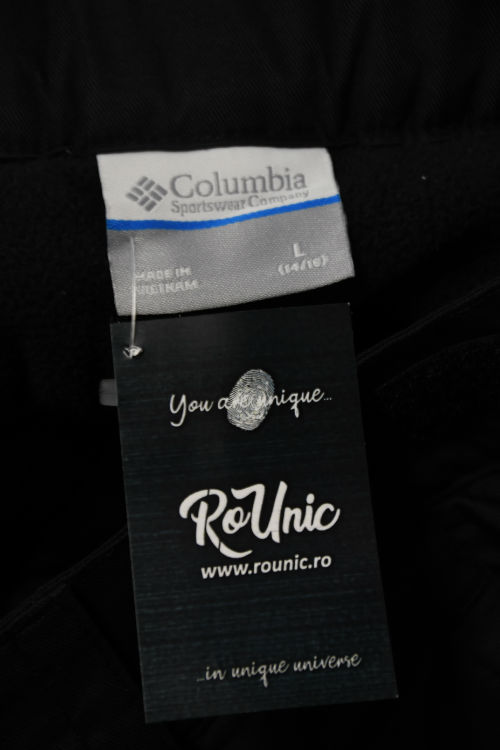 Columbia
Sportswear Company
L
MADE IN
VIETNAM
(14/16)
You are unique...
RoUnic
www.rounic.ro
...in unique universe